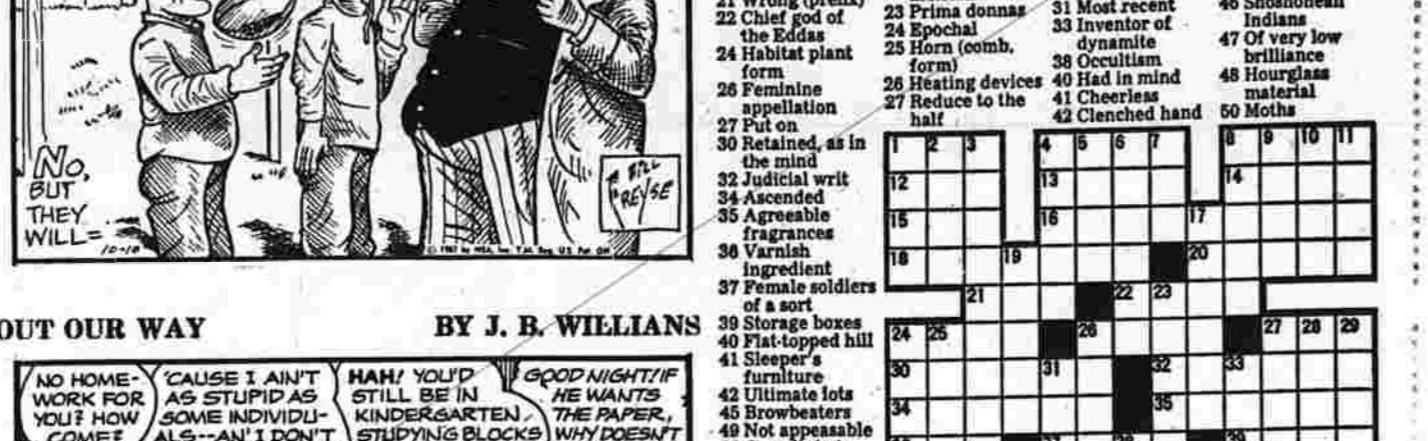 No,
BUT
THEY
WILL=
10-18
© 1967 by NEA, Inc. T.M. Reg. U.S. Pat. Off.
OUT OUR WAY
BY J. B. WILLIANS
NO HOME-
WORK FOR
YOU? HOW
COME?
'CAUSE I AIN'T
AS STUPID AS
SOME INDIVIDU-
ALS--AN' I DON'T
HAH! YOU'D
STILL BE IN
KINDERGARTEN
STUDYING BLOCKS
GOOD NIGHT! IF
HE WANTS
THE PAPER,
WHY DOESN'T
21 Wrong (prefix)
22 Chief god of
the Eddas
24 Habitat plant
form
26 Feminine
appellation
27 Put on
30 Retained, as in
the mind
32 Judicial writ
34 Ascended
35 Agreeable
fragrances
36 Varnish
ingredient
37 Female soldiers
of a sort
39 Storage boxes
40 Flat-topped hill
41 Sleeper's
furniture
42 Ultimate lots
45 Browbeaters
49 Not appeasable
23 Prima donnas
24 Epochal
25 Horn (comb.
form)
26 Heating devices
27 Reduce to the
half
31 Most recent
33 Inventor of
dynamite
38 Occultism
40 Had in mind
41 Cheerless
42 Clenched hand
46 Shoshonean
Indians
47 Of very low
brilliance
48 Hourglass
material
50 Moths
1 2 3 4 5 6 7 8 9 10 11
12 13 14
15 16 17
18 19 20
21 22 23
24 25 26 27 28 29
30 31 32 33
34 35